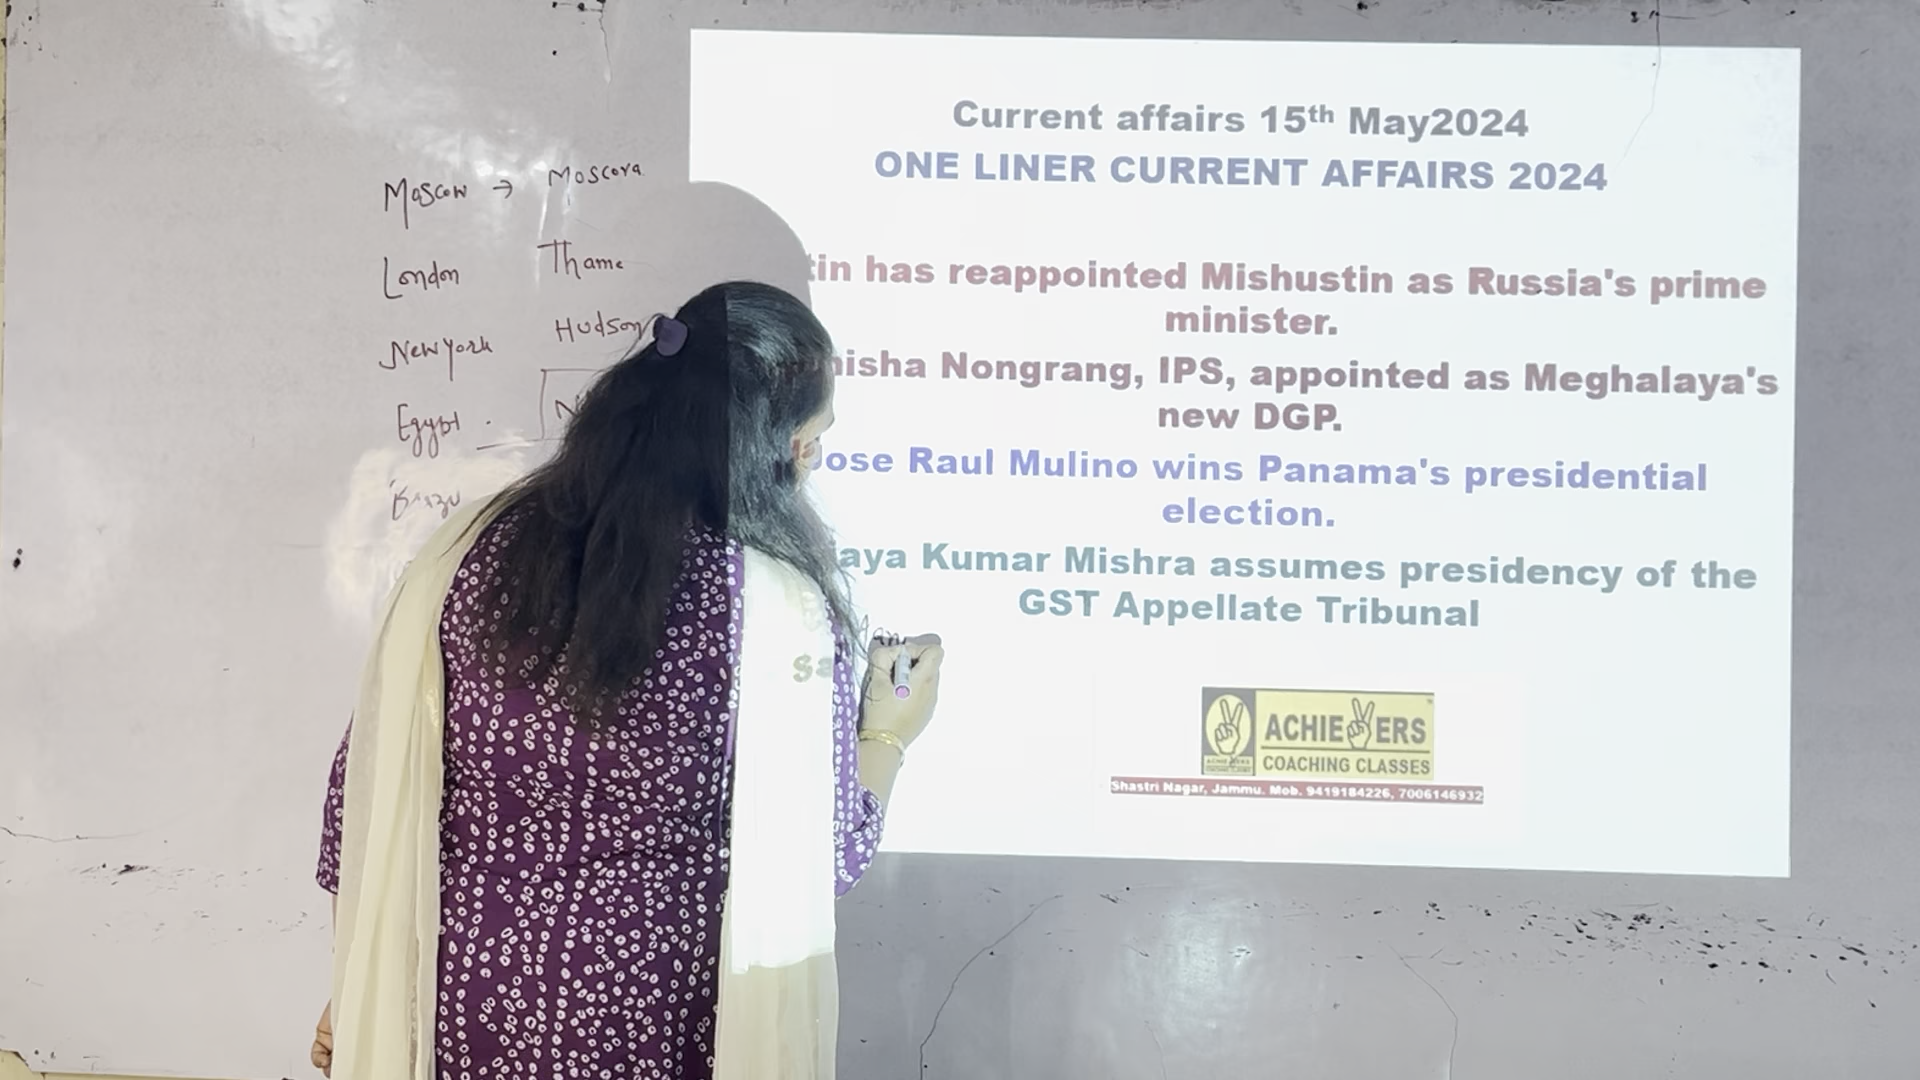 Current affairs 15th May2024
ONE LINER CURRENT AFFAIRS 2024
tin has reappointed Mishustin as Russia's prime
minister.
nisha Nongrang, IPS, appointed as Meghalaya's
new DGP.
Jose Raul Mulino wins Panama's presidential
election.
aya Kumar Mishra assumes presidency of the
GST Appellate Tribunal
Sa
ACHIEVERS
COACHING CLASSES
Shastri Nagar, Jammu. Mob. 9419184226, 7006146932
Moscow → Moscova
London Thame
Newyork Hudson
Egypt